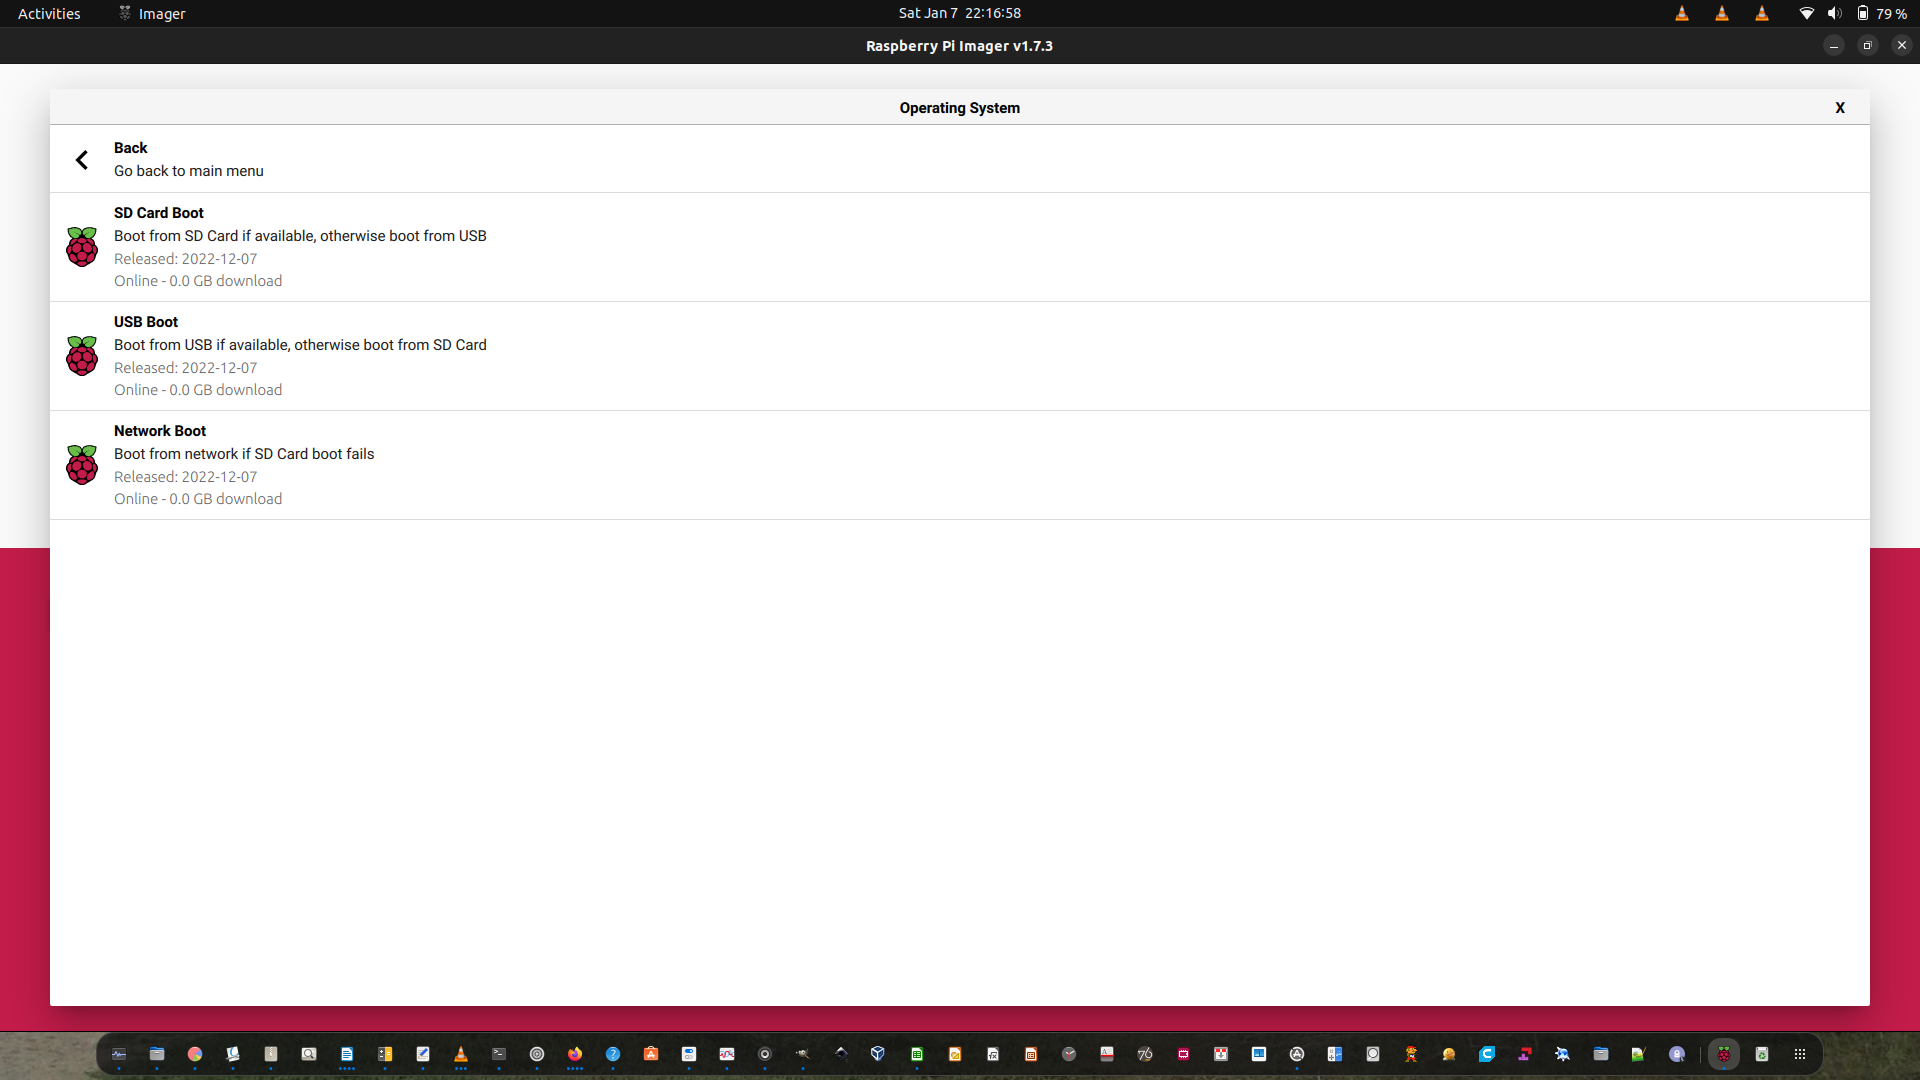 Activities
Imager
Sat Jan 7 22:16:58
79 %
Raspberry Pi Imager v1.7.3
Operating System
X
Back
Go back to main menu
SD Card Boot
Boot from SD Card if available, otherwise boot from USB
Released: 2022-12-07
Online - 0.0 GB download
USB Boot
Boot from USB if available, otherwise boot from SD Card
Released: 2022-12-07
Online - 0.0 GB download
Network Boot
Boot from network if SD Card boot fails
Released: 2022-12-07
Online - 0.0 GB download
76